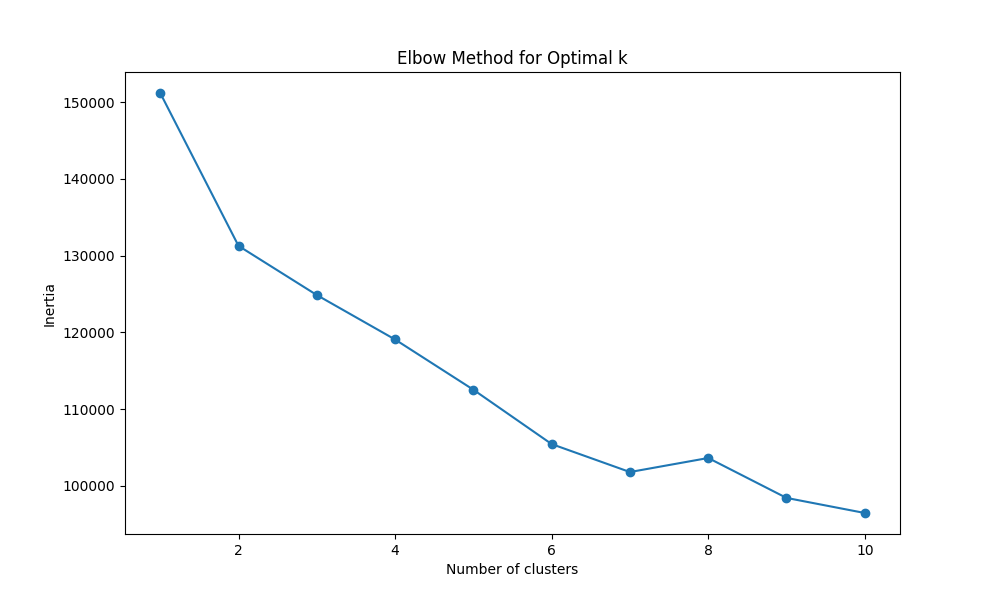 Elbow Method for Optimal k
150000
140000
130000
120000
110000
100000
Inertia
2 4 6 8 10
Number of clusters